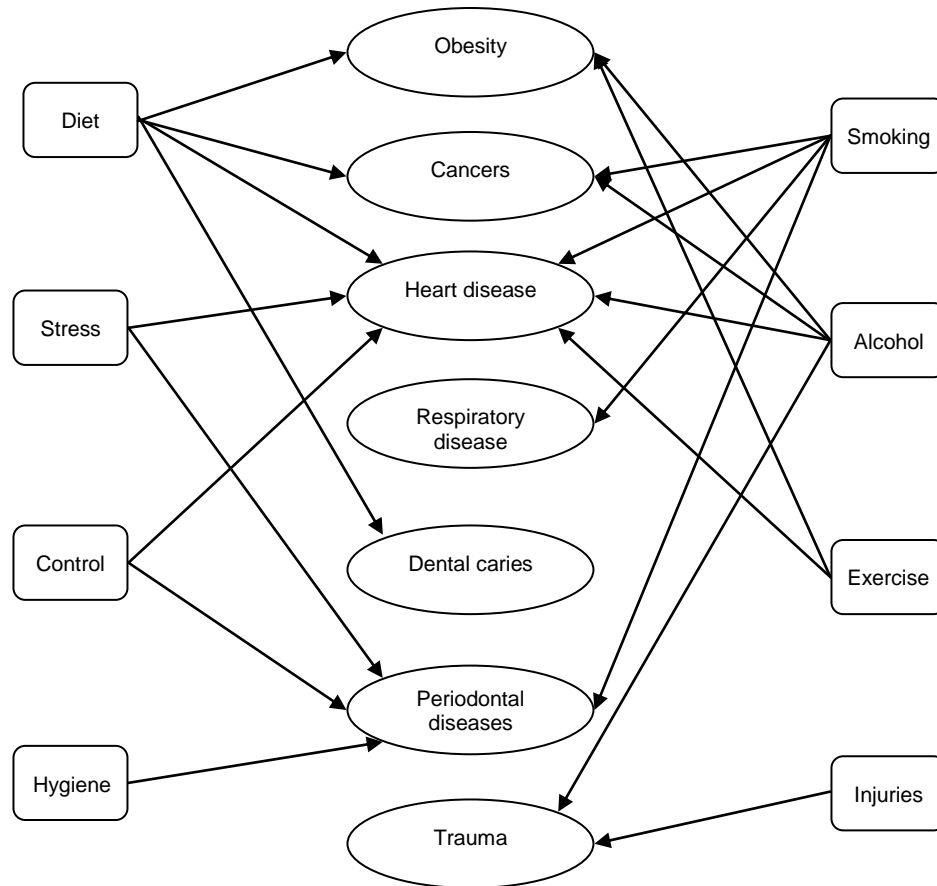 Obesity
Diet
Smoking
Cancers
Heart disease
Stress
Alcohol
Respiratory
disease
Control
Dental caries
Exercise
Periodontal
diseases
Hygiene
Injuries
Trauma